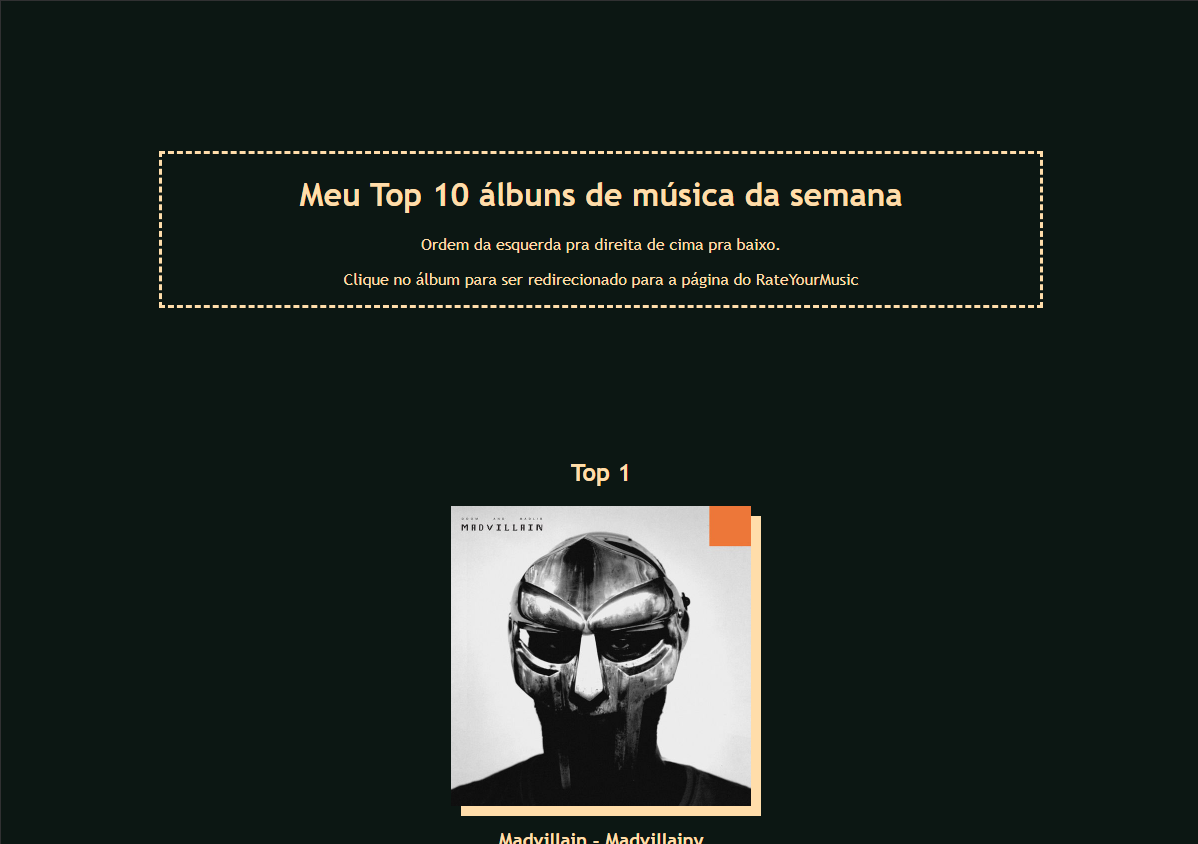 Meu Top 10 álbuns de música da semana
Ordem da esquerda pra direita de cima pra baixo.
Clique no álbum para ser redirecionado para a página do RateYourMusic
Top 1
MADVILLAIN
Madvillain - Madvillainy